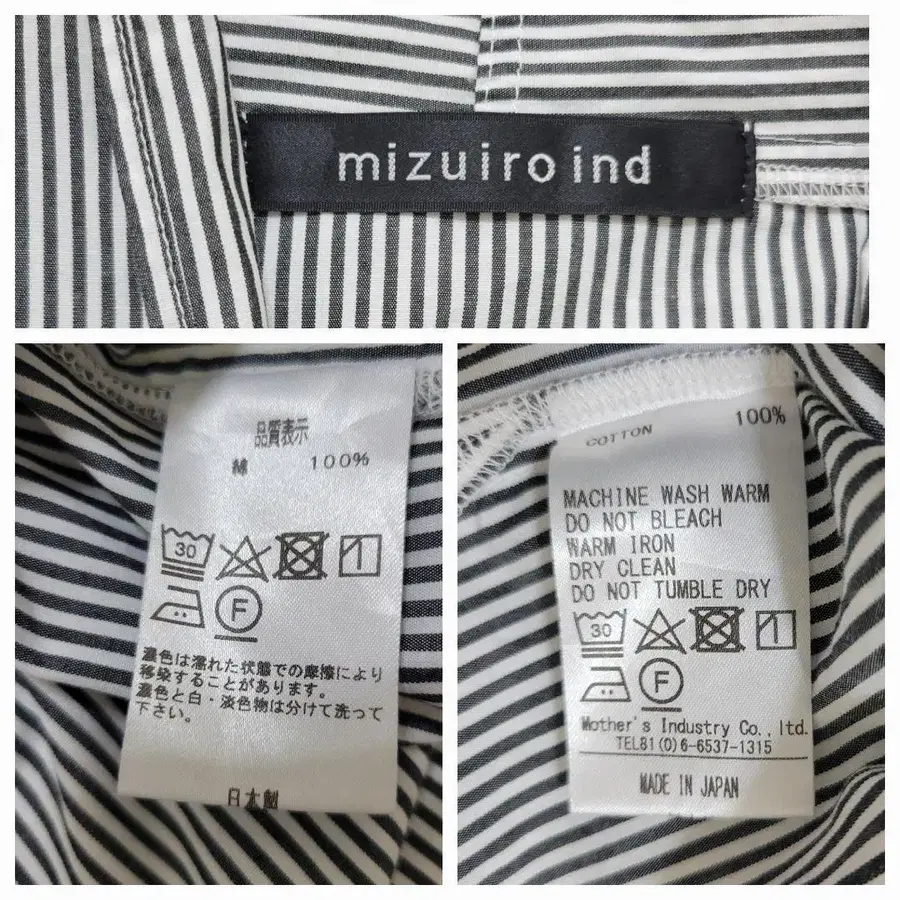 mizuiro ind
品質表示
綿 100%
30
F
濃色は濡れた状態での摩擦により
移染することがあります。
濃色と白・淡色物は分けて洗って
下さい。
日本製
COTTON 100%
MACHINE WASH WARM
DO NOT BLEACH
WARM IRON
DRY CLEAN
DO NOT TUMBLE DRY
30
F
Mother's Industry Co., ltd.
TEL81(0)6-6537-1315
MADE IN JAPAN